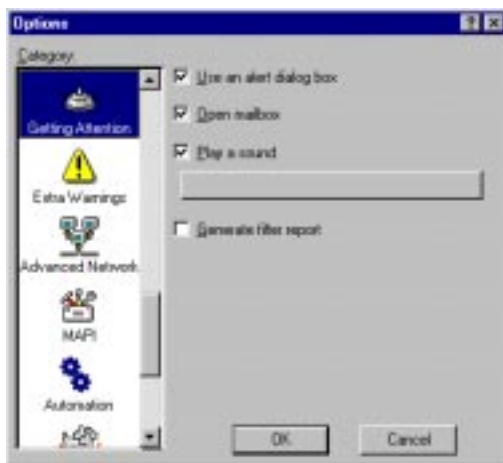 Options
Category:
Getting Attention
Extra Warnings
Advanced Network
MAPI
Automation
Use an alert dialog box
Open mailbox
Play a sound
Generate filter report
OK
Cancel